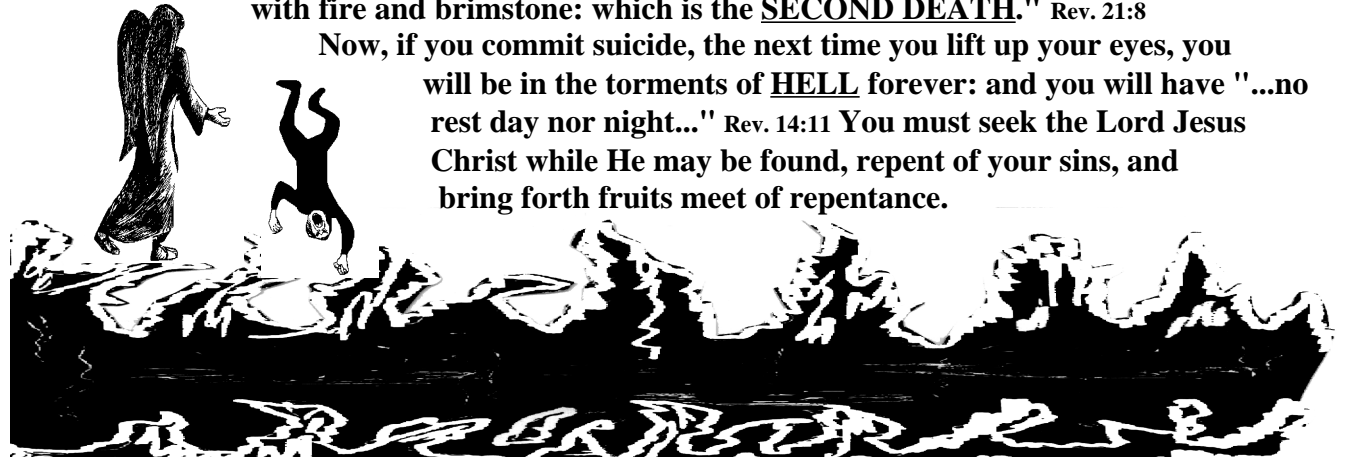 with fire and brimstone: which is the SECOND DEATH." Rev. 21:8
Now, if you commit suicide, the next time you lift up your eyes, you
will be in the torments of HELL forever: and you will have "...no
rest day nor night..." Rev. 14:11 You must seek the Lord Jesus
Christ while He may be found, repent of your sins, and
bring forth fruits meet of repentance.